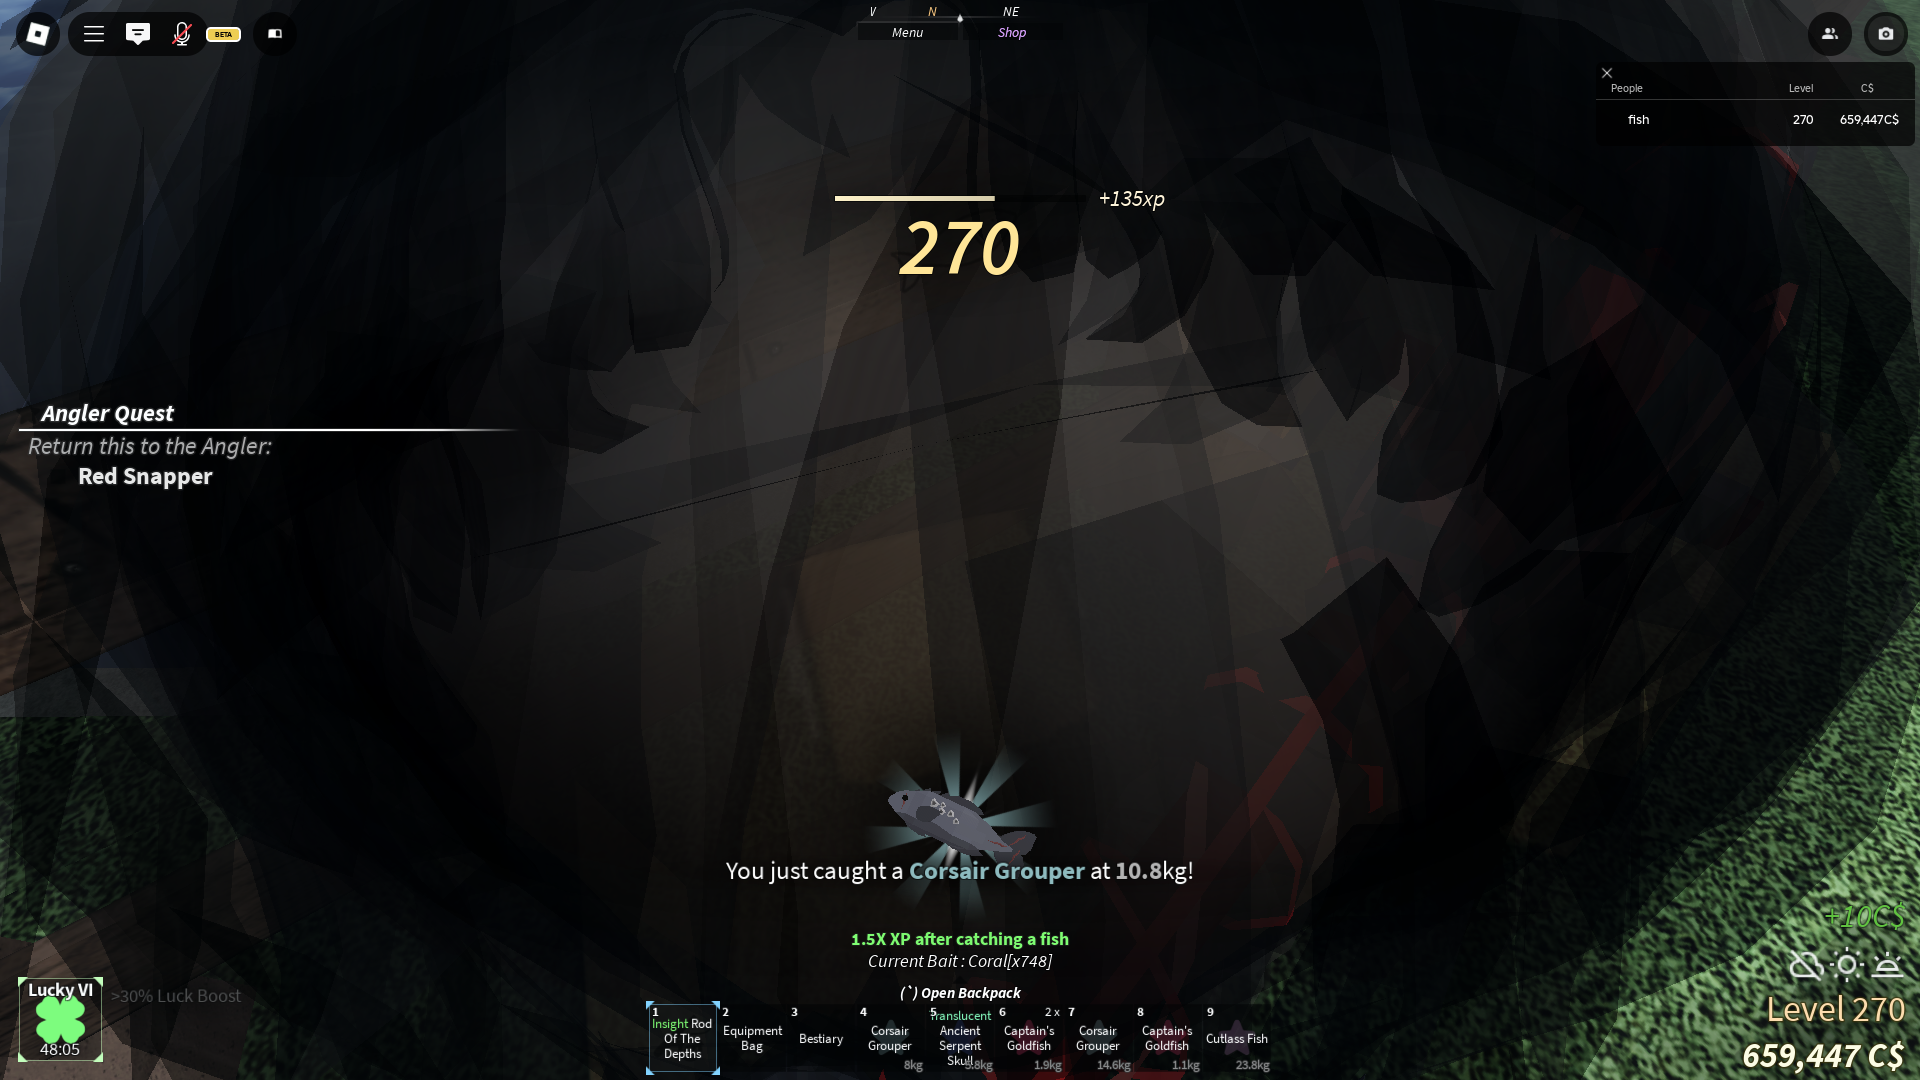 BETA
V N NE
Menu Shop
People Level C$
fish 270 659,447C$
+135xp
270
Angler Quest
Return this to the Angler:
Red Snapper
You just caught a Corsair Grouper at 10.8kg!
+10C$
1.5X XP after catching a fish
Current Bait : Coral[x748]
(`) Open Backpack
Lucky VI
>30% Luck Boost
48:05
1
Insight Rod
Of The
Depths
2
Equipment
Bag
3
Bestiary
4
Corsair
Grouper
8kg
5
Translucent
Ancient
Serpent
Skull
5.8kg
6
2 x
Captain's
Goldfish
1.9kg
7
Corsair
Grouper
14.6kg
8
Captain's
Goldfish
1.1kg
9
Cutlass Fish
23.8kg
Level 270
659,447 C$